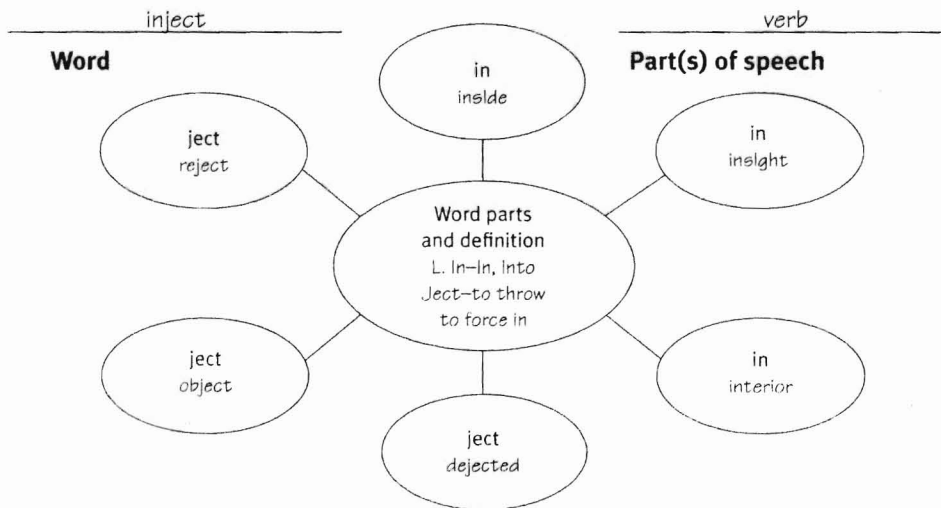 inject
verb
Word
Part(s) of speech
in
inside
ject
reject
in
insight
Word parts
and definition
L. In–In, Into
Ject–to throw
to force in
ject
object
in
interior
ject
dejected